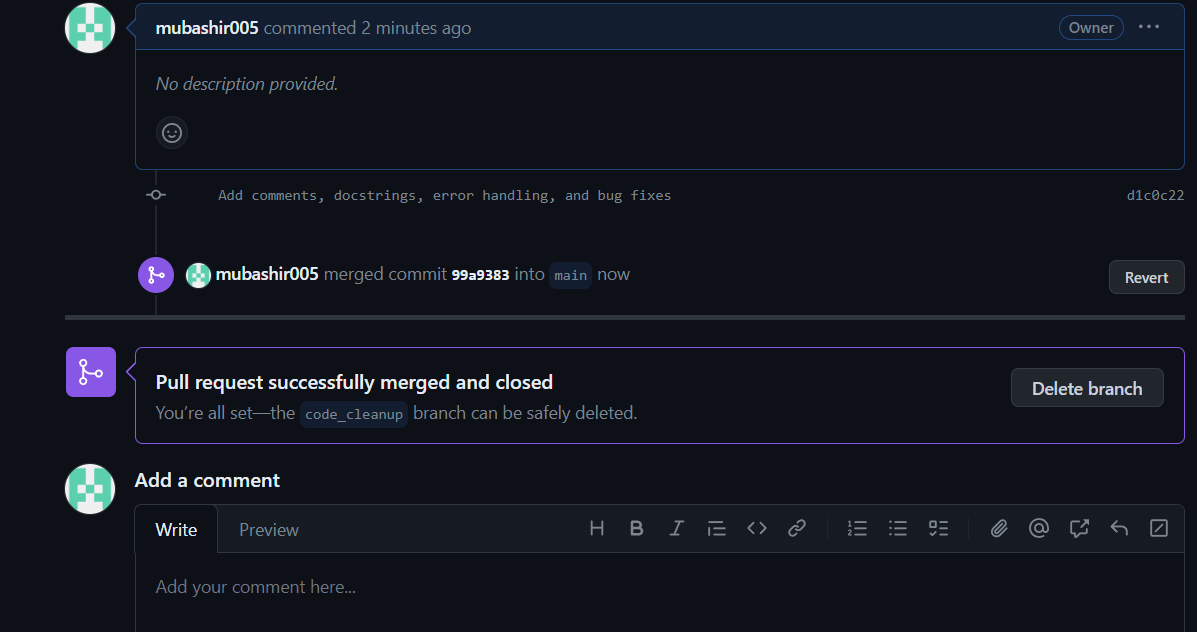 mubashir005 commented 2 minutes ago Owner
No description provided.
Add comments, docstrings, error handling, and bug fixes d1c0c22
mubashir005 merged commit 99a9383 into main now Revert
Pull request successfully merged and closed
You’re all set—the code_cleanup branch can be safely deleted.
Delete branch
Add a comment
Write Preview
Add your comment here...